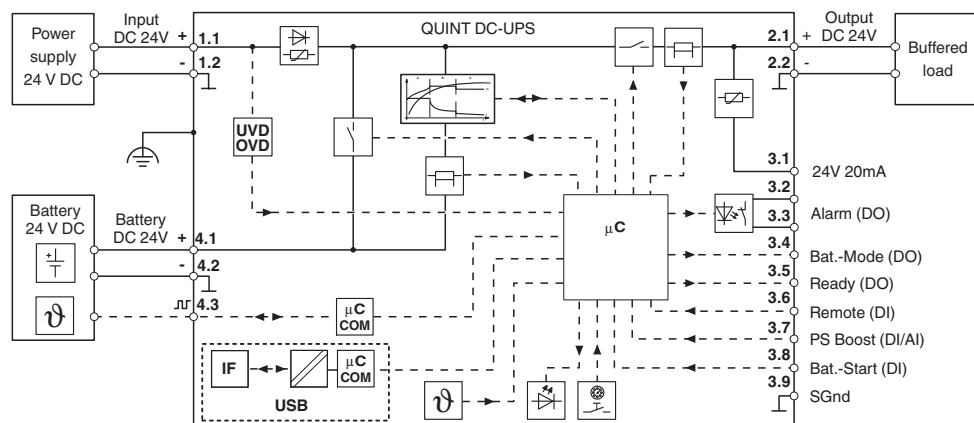 Power
supply
24 V DC
Input
DC 24V
+ 1.1
- 1.2
QUINT DC-UPS
2.1 +
2.2 -
Output
DC 24V
Buffered
load
UVD
OVD
3.1
24V 20mA
3.2
3.3
Alarm (DO)
µC
3.4
Bat.-Mode (DO)
3.5
Ready (DO)
3.6
Remote (DI)
3.7
PS Boost (DI/AI)
3.8
Bat.-Start (DI)
3.9
SGnd
Battery
24 V DC
+
ϑ
Battery
DC 24V
+ 4.1
- 4.2
4.3
µC
COM
IF
µC
COM
USB
ϑ